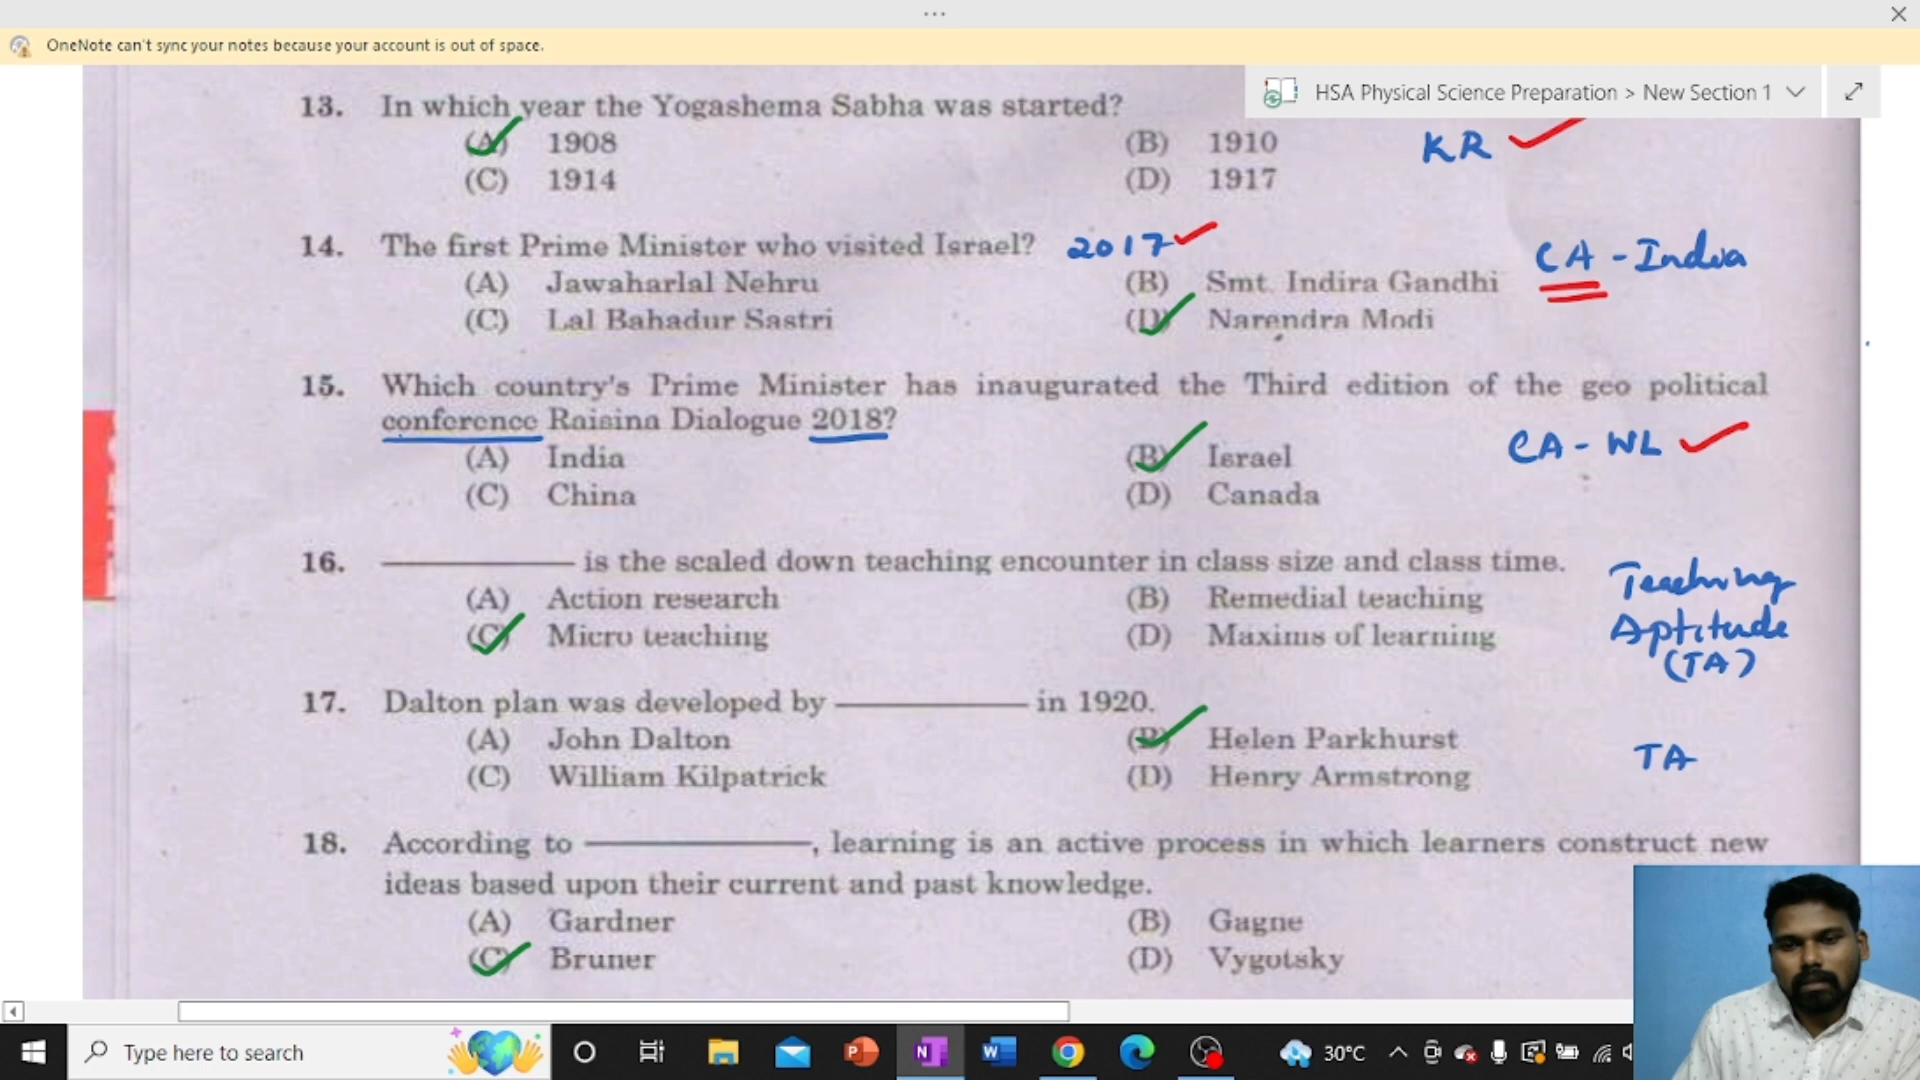 OneNote can't sync your notes because your account is out of space.
HSA Physical Science Preparation > New Section 1
13. In which year the Yogashema Sabha was started?
(A) 1908 (B) 1910 KR
(C) 1914 (D) 1917
14. The first Prime Minister who visited Israel? 2017 CA - India
(A) Jawaharlal Nehru (B) Smt. Indira Gandhi
(C) Lal Bahadur Sastri (D) Narendra Modi
15. Which country's Prime Minister has inaugurated the Third edition of the geo political
conference Raisina Dialogue 2018?
(A) India (B) Israel CA - WL
(C) China (D) Canada
16. is the scaled down teaching encounter in class size and class time.
(A) Action research (B) Remedial teaching
(C) Micro teaching (D) Maxims of learning
Teaching
Aptitude
(TA)
17. Dalton plan was developed by in 1920.
(A) John Dalton (B) Helen Parkhurst
(C) William Kilpatrick (D) Henry Armstrong
TA
18. According to , learning is an active process in which learners construct new
ideas based upon their current and past knowledge.
(A) Gardner (B) Gagne
(C) Bruner (D) Vygotsky
Type here to search 30°C